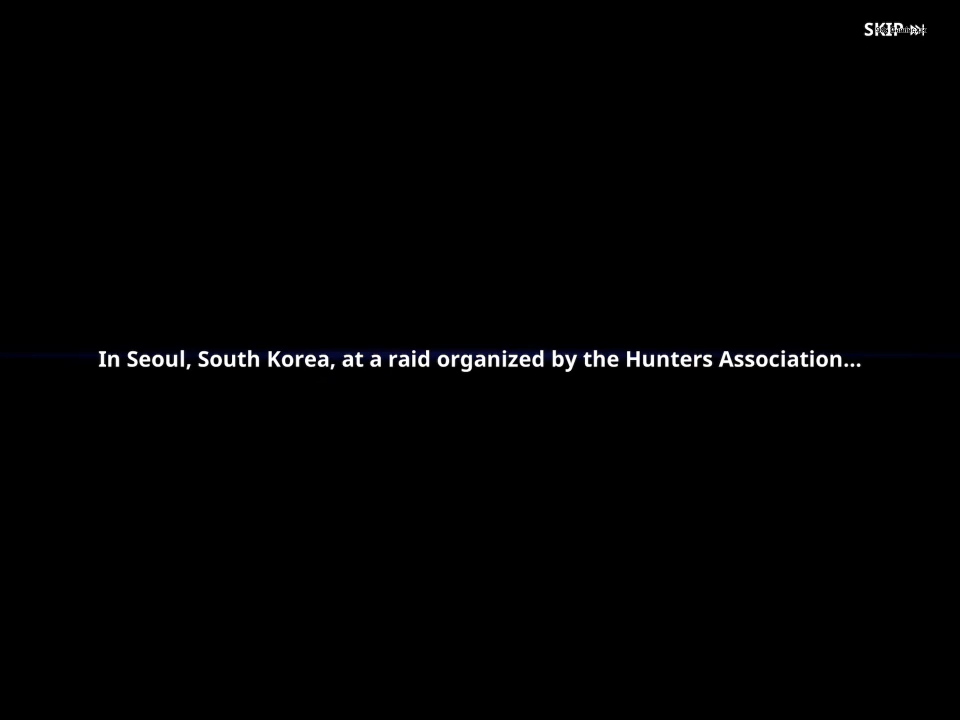 SKIP
In Seoul, South Korea, at a raid organized by the Hunters Association...